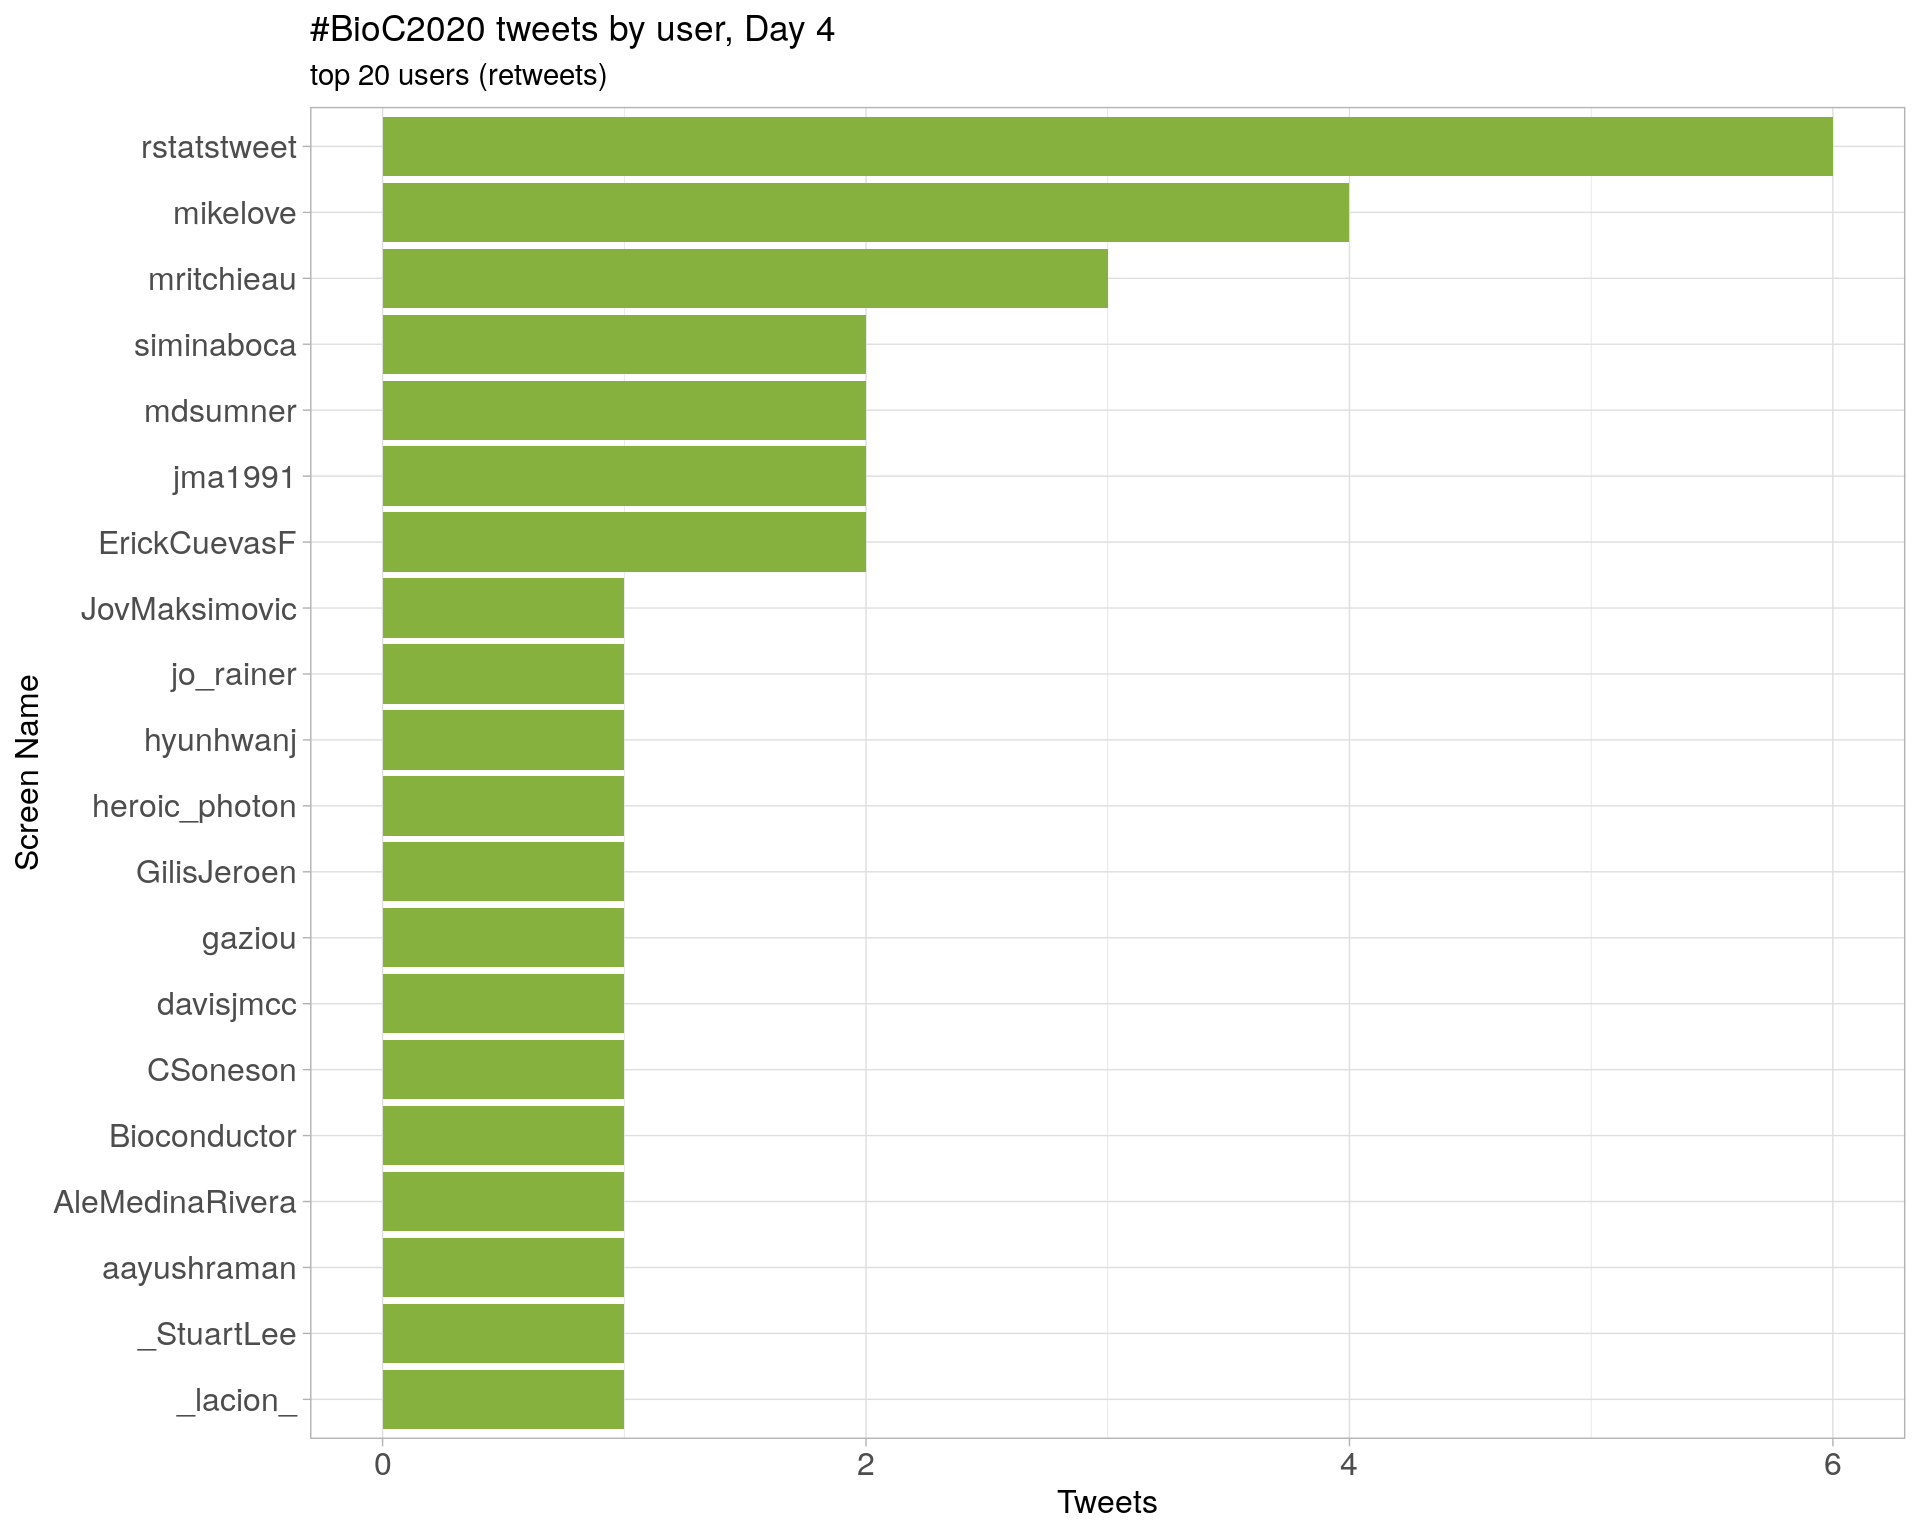 #BioC2020 tweets by user, Day 4
top 20 users (retweets)
Screen Name
rstatstweet
mikelove
mritchieau
siminaboca
mdsumner
jma1991
ErickCuevasF
JovMaksimovic
jo_rainer
hyunhwanj
heroic_photon
GilisJeroen
gaziou
davisjmcc
CSoneson
Bioconductor
AleMedinaRivera
aayushraman
_StuartLee
_lacion_
0 2 4 6
Tweets